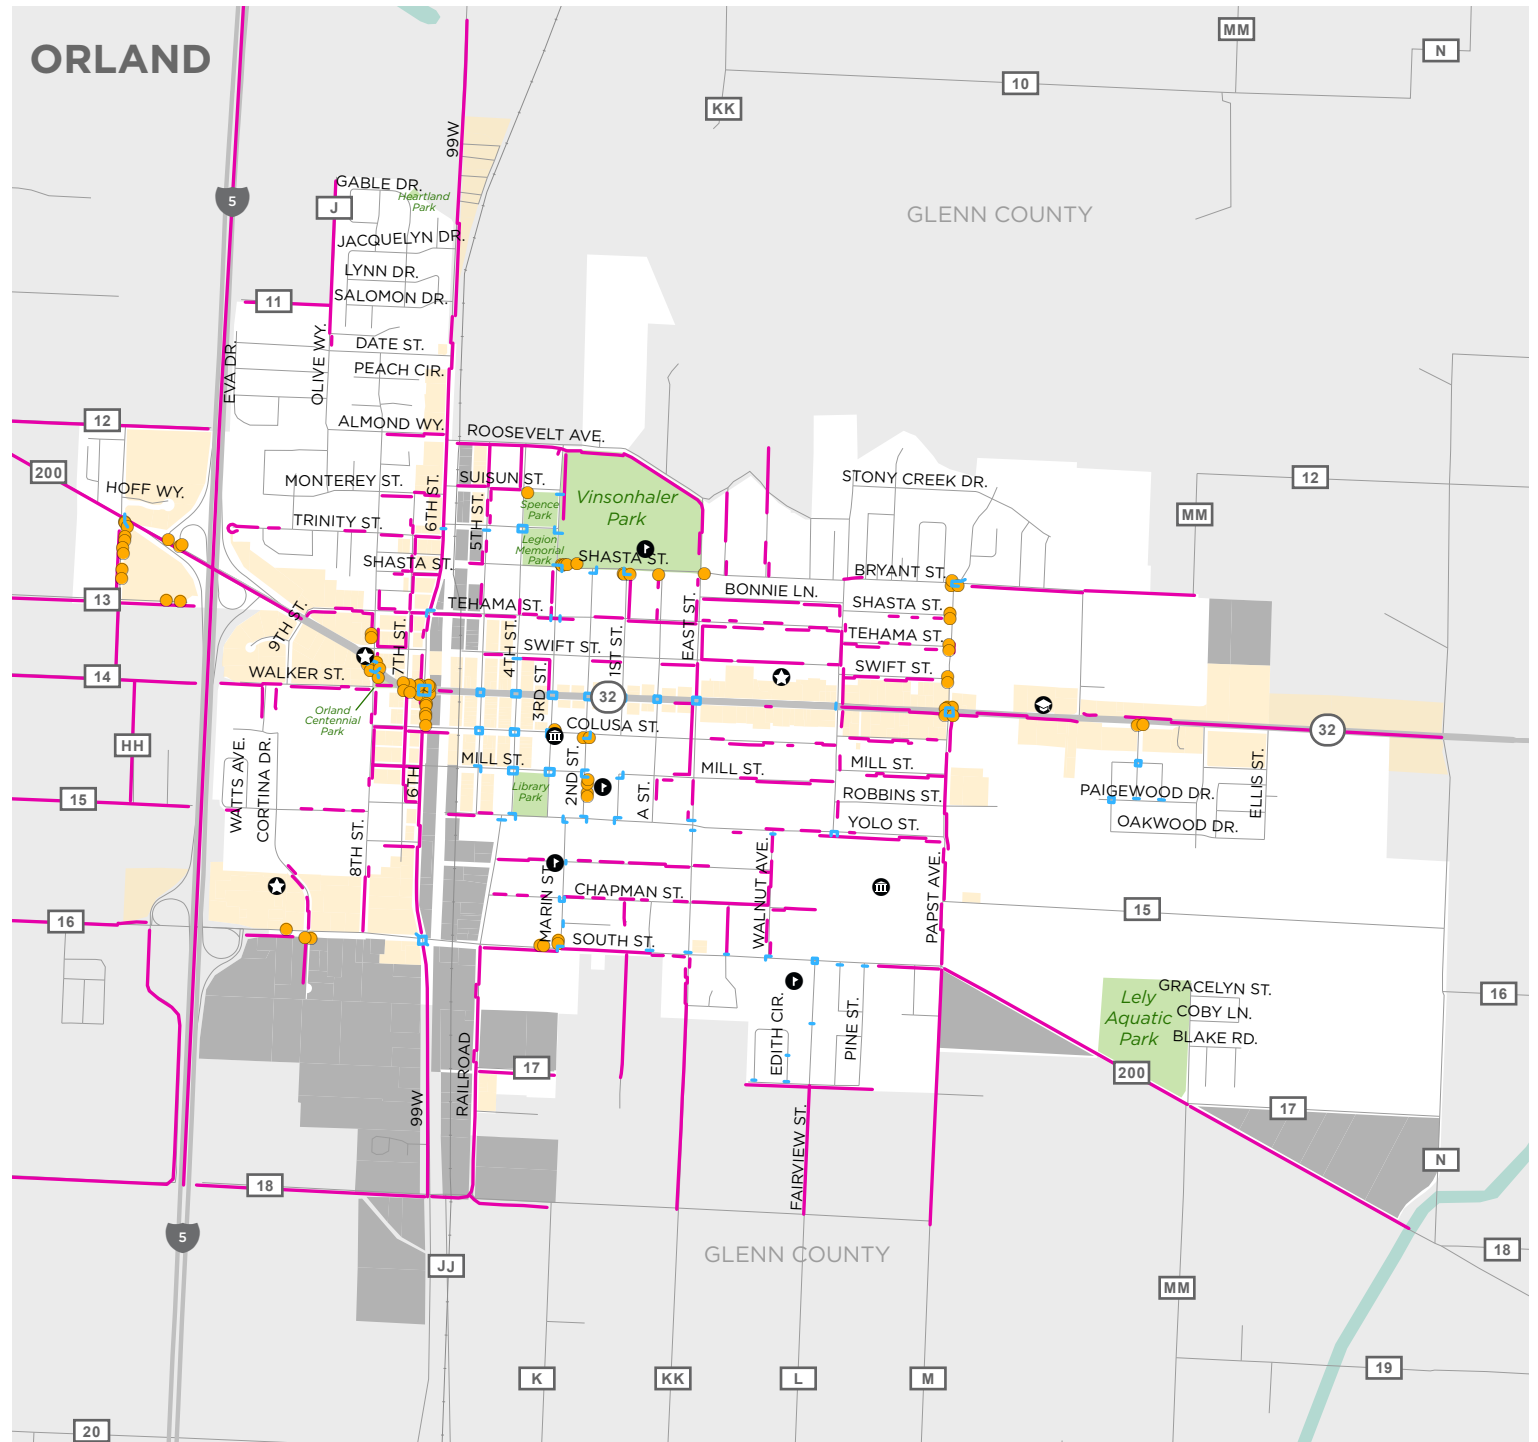 ORLAND
MM
N
10
KK
99W
GABLE DR.
Heartland
Park
5
J
GLENN COUNTY
JACQUELYN DR.
LYNN DR.
SALOMON DR.
11
EVA DR.
OLIVE WY.
DATE ST.
PEACH CIR.
12
ALMOND WY.
ROOSEVELT AVE.
200
HOFF WY.
MONTEREY ST.
6TH ST.
SUISUN ST.
Vinsonhaler
Park
STONY CREEK DR.
12
MM
TRINITY ST.
5TH ST.
Spence
Park
Legion
Memorial
Park
SHASTA ST.
SHASTA ST.
BRYANT ST.
BONNIE LN.
13
9TH ST.
TEHAMA ST.
SHASTA ST.
7TH ST.
4TH ST.
SWIFT ST.
1ST ST.
EAST ST.
TEHAMA ST.
SWIFT ST.
14
WALKER ST.
3RD ST.
32
Orland
Centennial
Park
COLUSA ST.
32
HH
WATTS AVE.
CORTINA DR.
MILL ST.
2ND ST.
MILL ST.
MILL ST.
6TH
Library
Park
A ST.
ROBBINS ST.
PAIGEWOOD DR.
ELLIS ST.
15
YOLO ST.
OAKWOOD DR.
8TH ST.
MARIN ST.
CHAPMAN ST.
WALNUT AVE.
PAPST AVE.
15
16
SOUTH ST.
Lely
Aquatic
Park
GRACELYN ST.
COBY LN.
BLAKE RD.
16
EDITH CIR.
PINE ST.
RAILROAD
17
200
99W
17
FAIRVIEW ST.
N
18
5
GLENN COUNTY
18
JJ
MM
K
KK
L
M
19
20